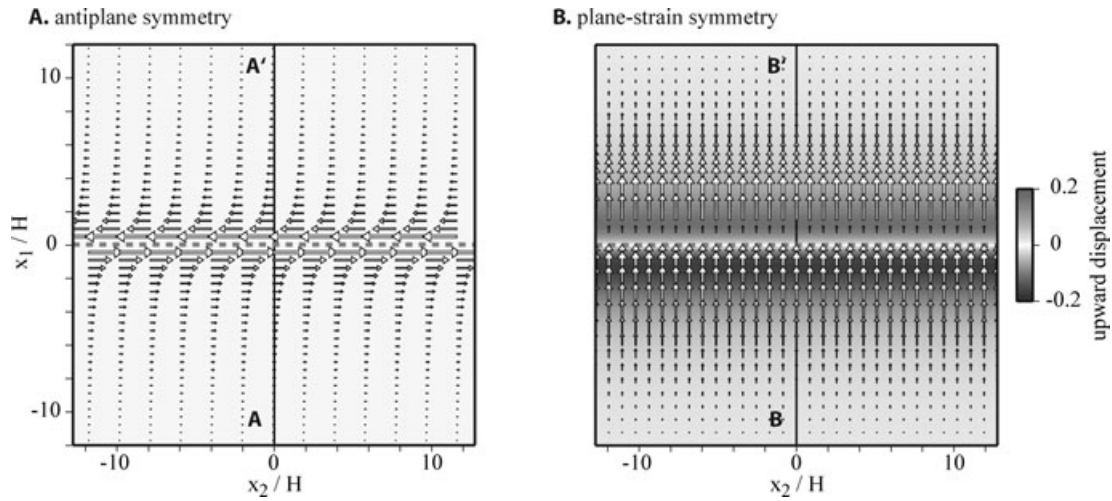 A. antiplane symmetry
B. plane-strain symmetry
A'
B'
10
0
-10
x1 / H
A
B
-10
0
10
x2 / H
-10
0
10
x2 / H
0.2
0
-0.2
upward displacement